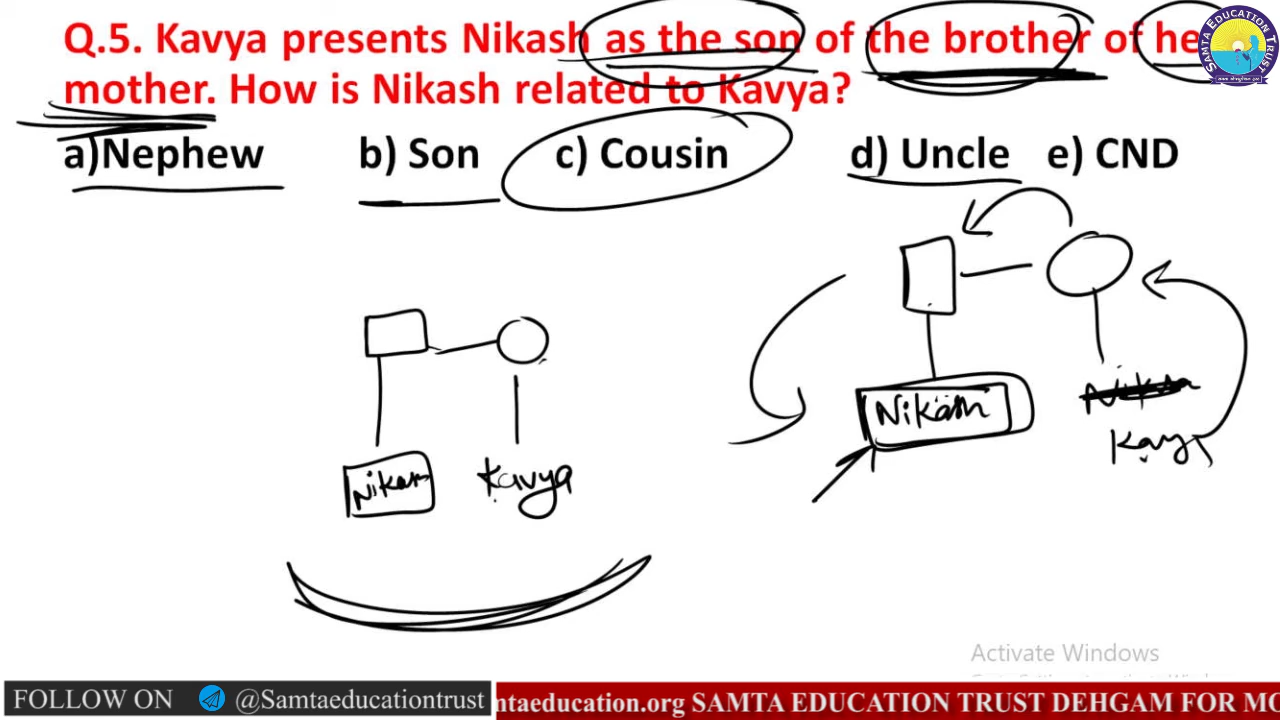 Q.5. Kavya presents Nikash as the son of the brother of he
mother. How is Nikash related to Kavya?
a)Nephew b) Son c) Cousin d) Uncle e) CND
SAMTA EDUCATION TRUST
Nikash
Kavya
Nikash
Kavya
Activate Windows
FOLLOW ON @Samtaeducationtrust ntaeducation.org SAMTA EDUCATION TRUST DEHGAM FOR MO